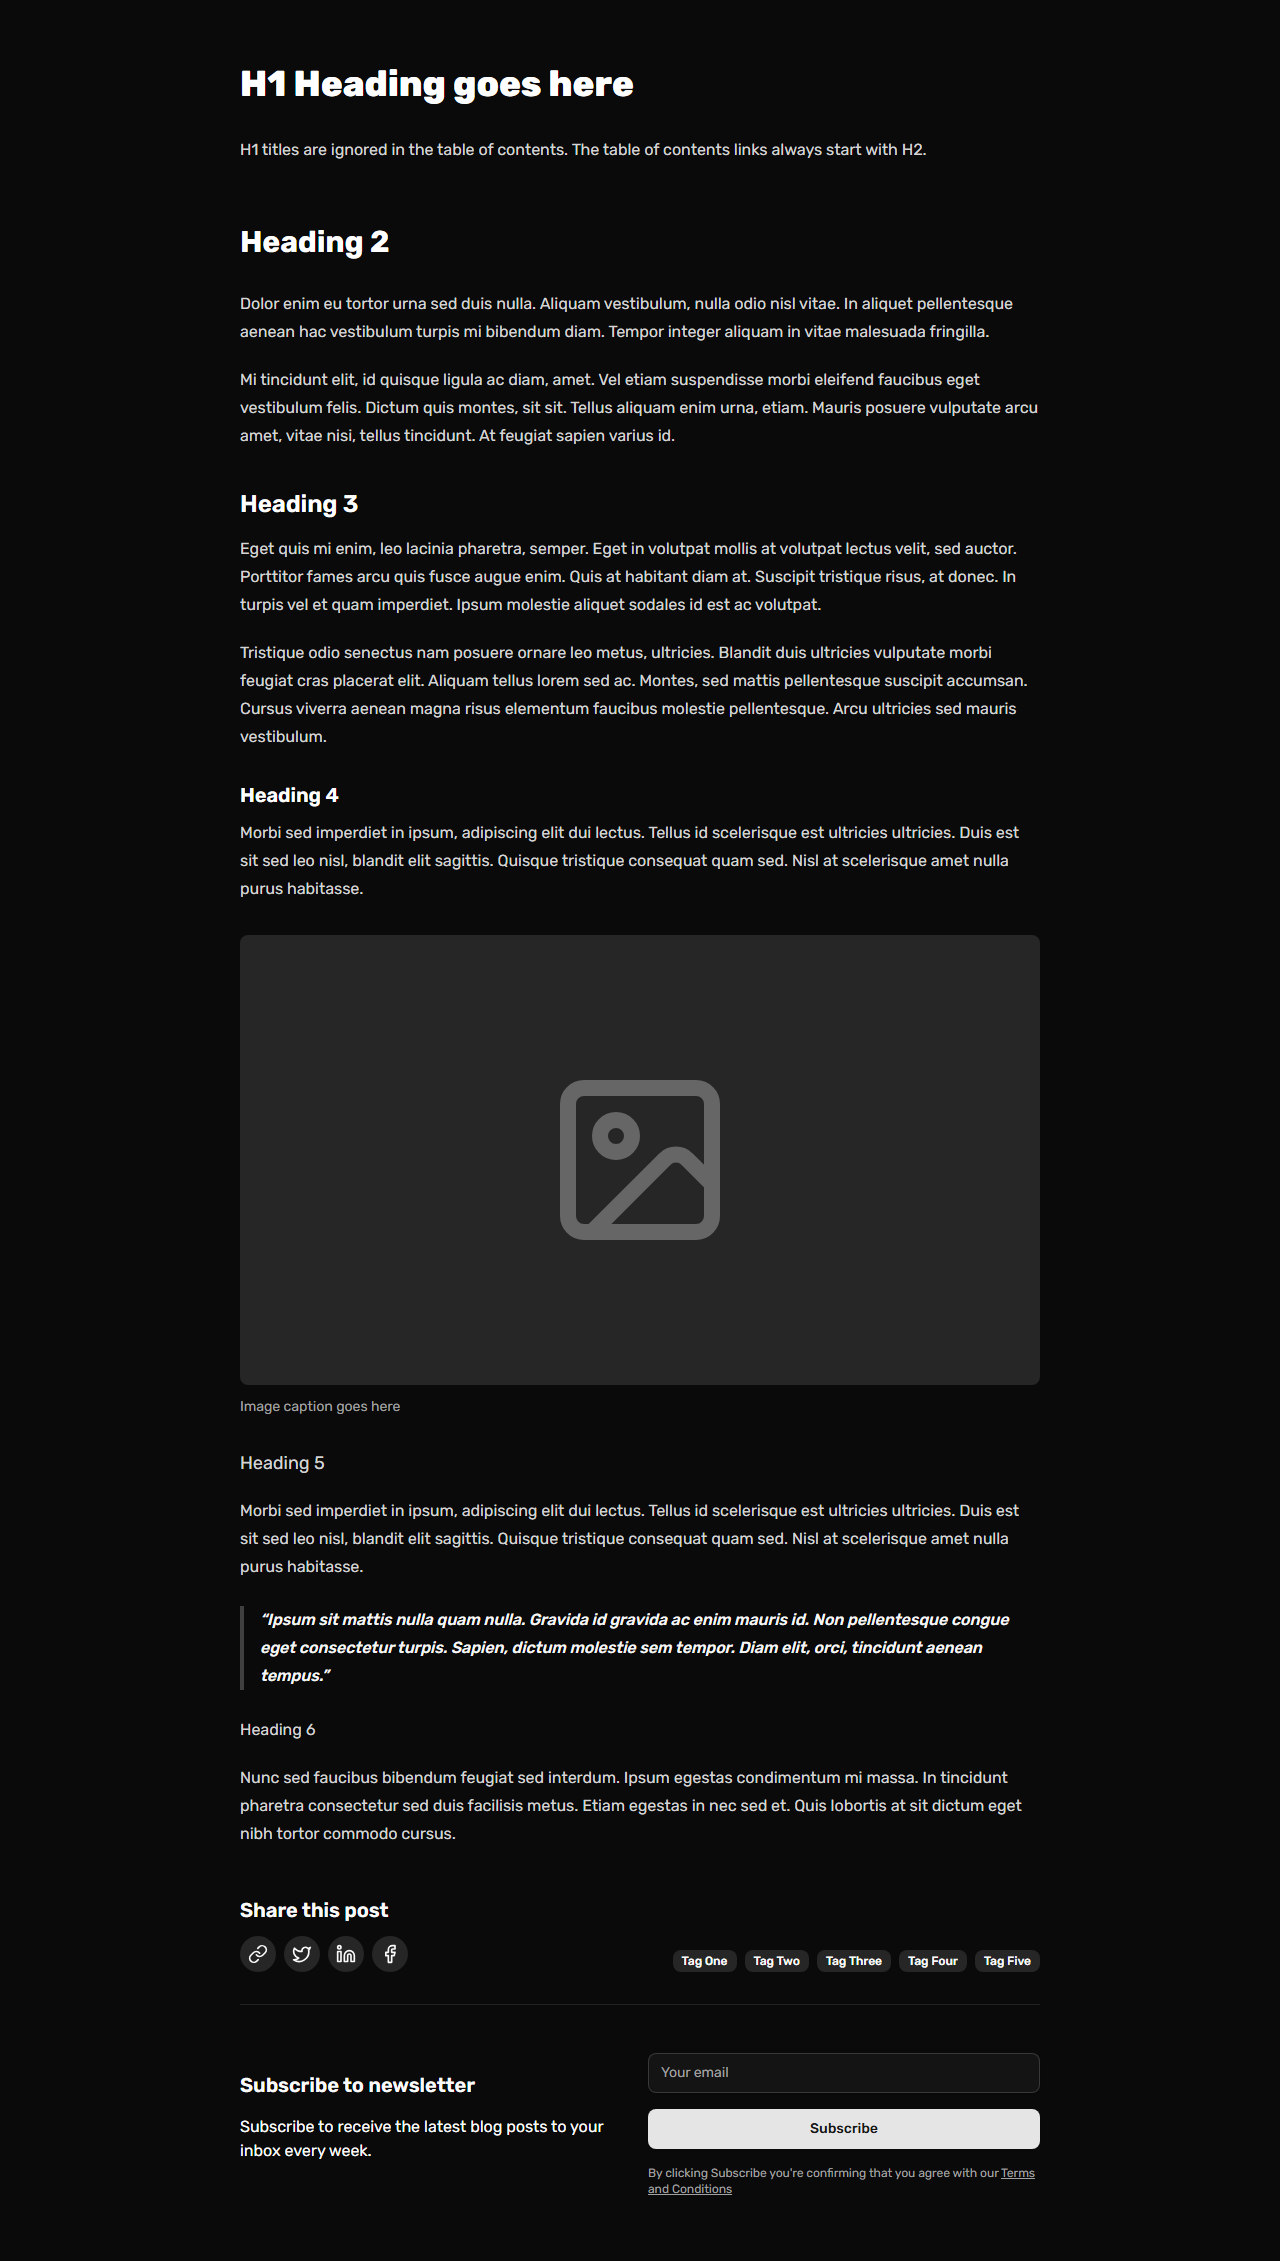 H1 Heading goes here
H1 titles are ignored in the table of contents. The table of contents links always start with H2.
Heading 2
Dolor enim eu tortor urna sed duis nulla. Aliquam vestibulum, nulla odio nisl vitae. In aliquet pellentesque
aenean hac vestibulum turpis mi bibendum diam. Tempor integer aliquam in vitae malesuada fringilla.
Mi tincidunt elit, id quisque ligula ac diam, amet. Vel etiam suspendisse morbi eleifend faucibus eget
vestibulum felis. Dictum quis montes, sit sit. Tellus aliquam enim urna, etiam. Mauris posuere vulputate arcu
amet, vitae nisi, tellus tincidunt. At feugiat sapien varius id.
Heading 3
Eget quis mi enim, leo lacinia pharetra, semper. Eget in volutpat mollis at volutpat lectus velit, sed auctor.
Porttitor fames arcu quis fusce augue enim. Quis at habitant diam at. Suscipit tristique risus, at donec. In
turpis vel et quam imperdiet. Ipsum molestie aliquet sodales id est ac volutpat.
Tristique odio senectus nam posuere ornare leo metus, ultricies. Blandit duis ultricies vulputate morbi
feugiat cras placerat elit. Aliquam tellus lorem sed ac. Montes, sed mattis pellentesque suscipit accumsan.
Cursus viverra aenean magna risus elementum faucibus molestie pellentesque. Arcu ultricies sed mauris
vestibulum.
Heading 4
Morbi sed imperdiet in ipsum, adipiscing elit dui lectus. Tellus id scelerisque est ultricies ultricies. Duis est
sit sed leo nisl, blandit elit sagittis. Quisque tristique consequat quam sed. Nisl at scelerisque amet nulla
purus habitasse.
Image caption goes here
Heading 5
Morbi sed imperdiet in ipsum, adipiscing elit dui lectus. Tellus id scelerisque est ultricies ultricies. Duis est
sit sed leo nisl, blandit elit sagittis. Quisque tristique consequat quam sed. Nisl at scelerisque amet nulla
purus habitasse.
“Ipsum sit mattis nulla quam nulla. Gravida id gravida ac enim mauris id. Non pellentesque congue
eget consectetur turpis. Sapien, dictum molestie sem tempor. Diam elit, orci, tincidunt aenean
tempus.”
Heading 6
Nunc sed faucibus bibendum feugiat sed interdum. Ipsum egestas condimentum mi massa. In tincidunt
pharetra consectetur sed duis facilisis metus. Etiam egestas in nec sed et. Quis lobortis at sit dictum eget
nibh tortor commodo cursus.
Share this post
Tag One Tag Two Tag Three Tag Four Tag Five
Subscribe to newsletter
Subscribe to receive the latest blog posts to your
inbox every week.
Your email
Subscribe
By clicking Subscribe you're confirming that you agree with our Terms
and Conditions